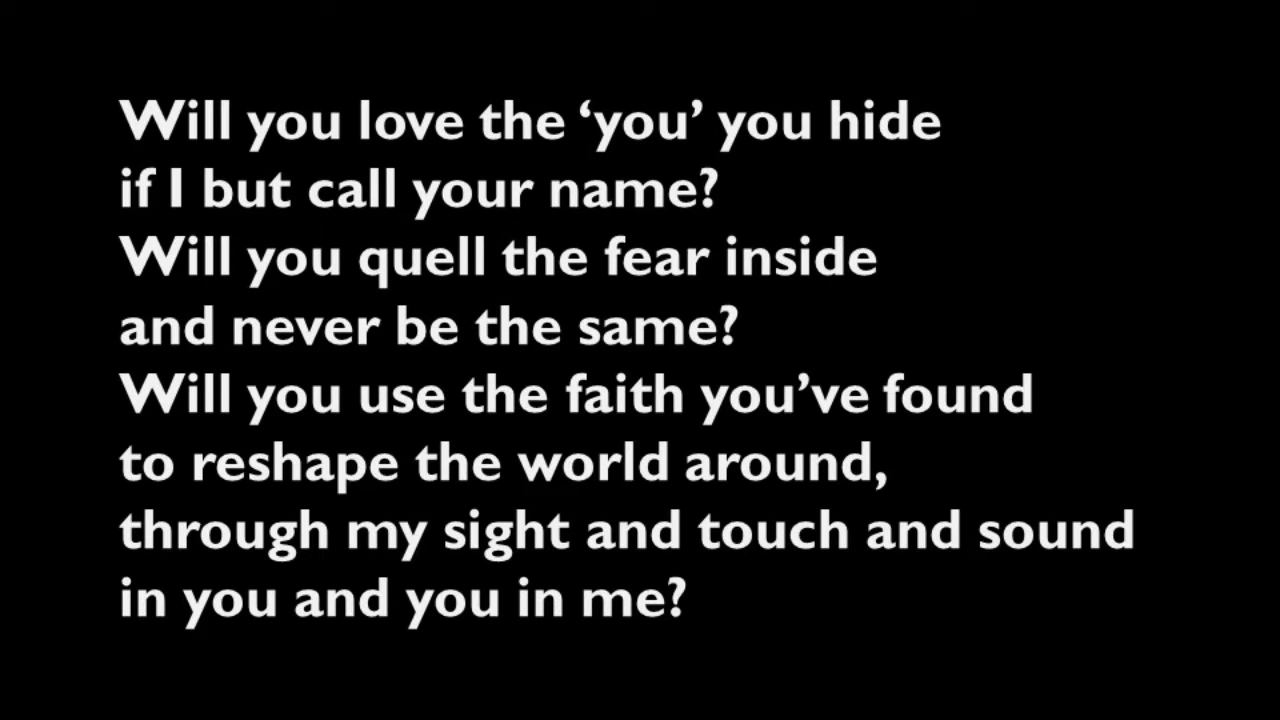 Will you love the ‘you’ you hide
if I but call your name?
Will you quell the fear inside
and never be the same?
Will you use the faith you’ve found
to reshape the world around,
through my sight and touch and sound
in you and you in me?